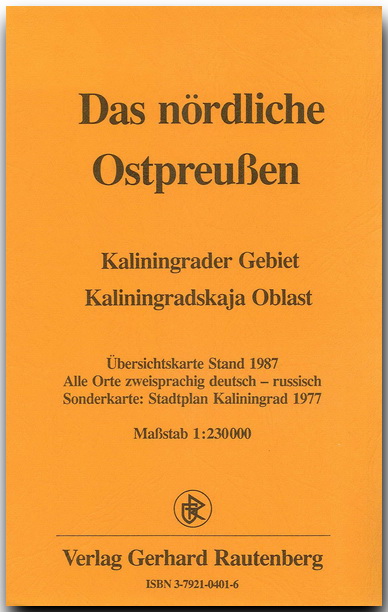 Das nördliche
Ostpreußen
Kaliningrader Gebiet
Kaliningradskaja Oblast
Übersichtskarte Stand 1987
Alle Orte zweisprachig deutsch – russisch
Sonderkarte: Stadtplan Kaliningrad 1977
Maßstab 1:230000
Verlag Gerhard Rautenberg
ISBN 3-7921-0401-6